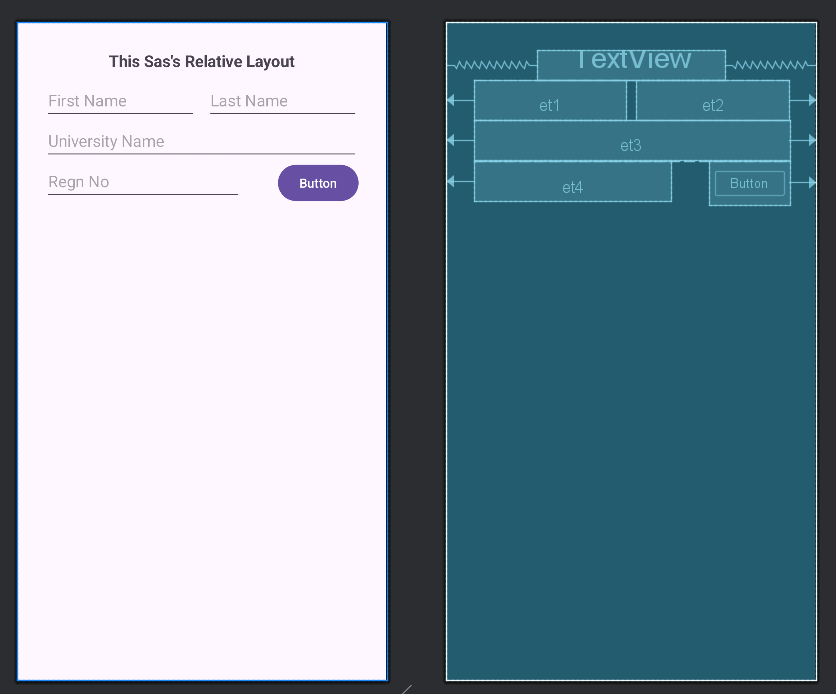 This Sas's Relative Layout
First Name Last Name
University Name
Regn No Button
TextView
et1 et2
et3
et4 Button